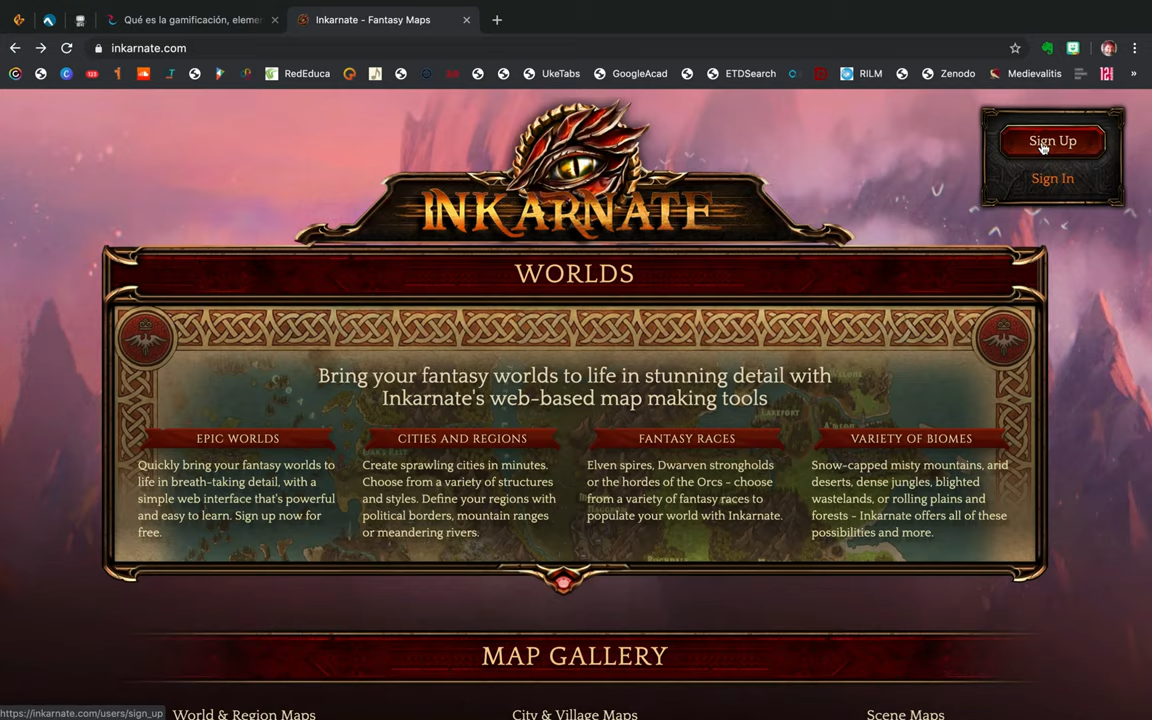 Qué es la gamificación, eleme
Inkarnate - Fantasy Maps
inkarnate.com
123
RedEduca
UkeTabs
GoogleAcad
ETDSearch
RILM
Zenodo
Medievalitis
»
Sign Up
Sign In
INKARNATE
WORLDS
Bring your fantasy worlds to life in stunning detail with
Inkarnate's web-based map making tools
EPIC WORLDS
Quickly bring your fantasy worlds to
life in breath-taking detail, with a
simple web interface that's powerful
and easy to learn. Sign up now for
free.
CITIES AND REGIONS
Create sprawling cities in minutes.
Choose from a variety of structures
and styles. Define your regions with
political borders, mountain ranges
or meandering rivers.
FANTASY RACES
Elven spires, Dwarven strongholds
or the hordes of the Orcs - choose
from a variety of fantasy races to
populate your world with Inkarnate.
VARIETY OF BIOMES
Snow-capped misty mountains, arid
deserts, dense jungles, blighted
wastelands, or rolling plains and
forests - Inkarnate offers all of these
possibilities and more.
MAP GALLERY
World & Region Maps
City & Village Maps
Scene Maps
https://inkarnate.com/users/sign_up